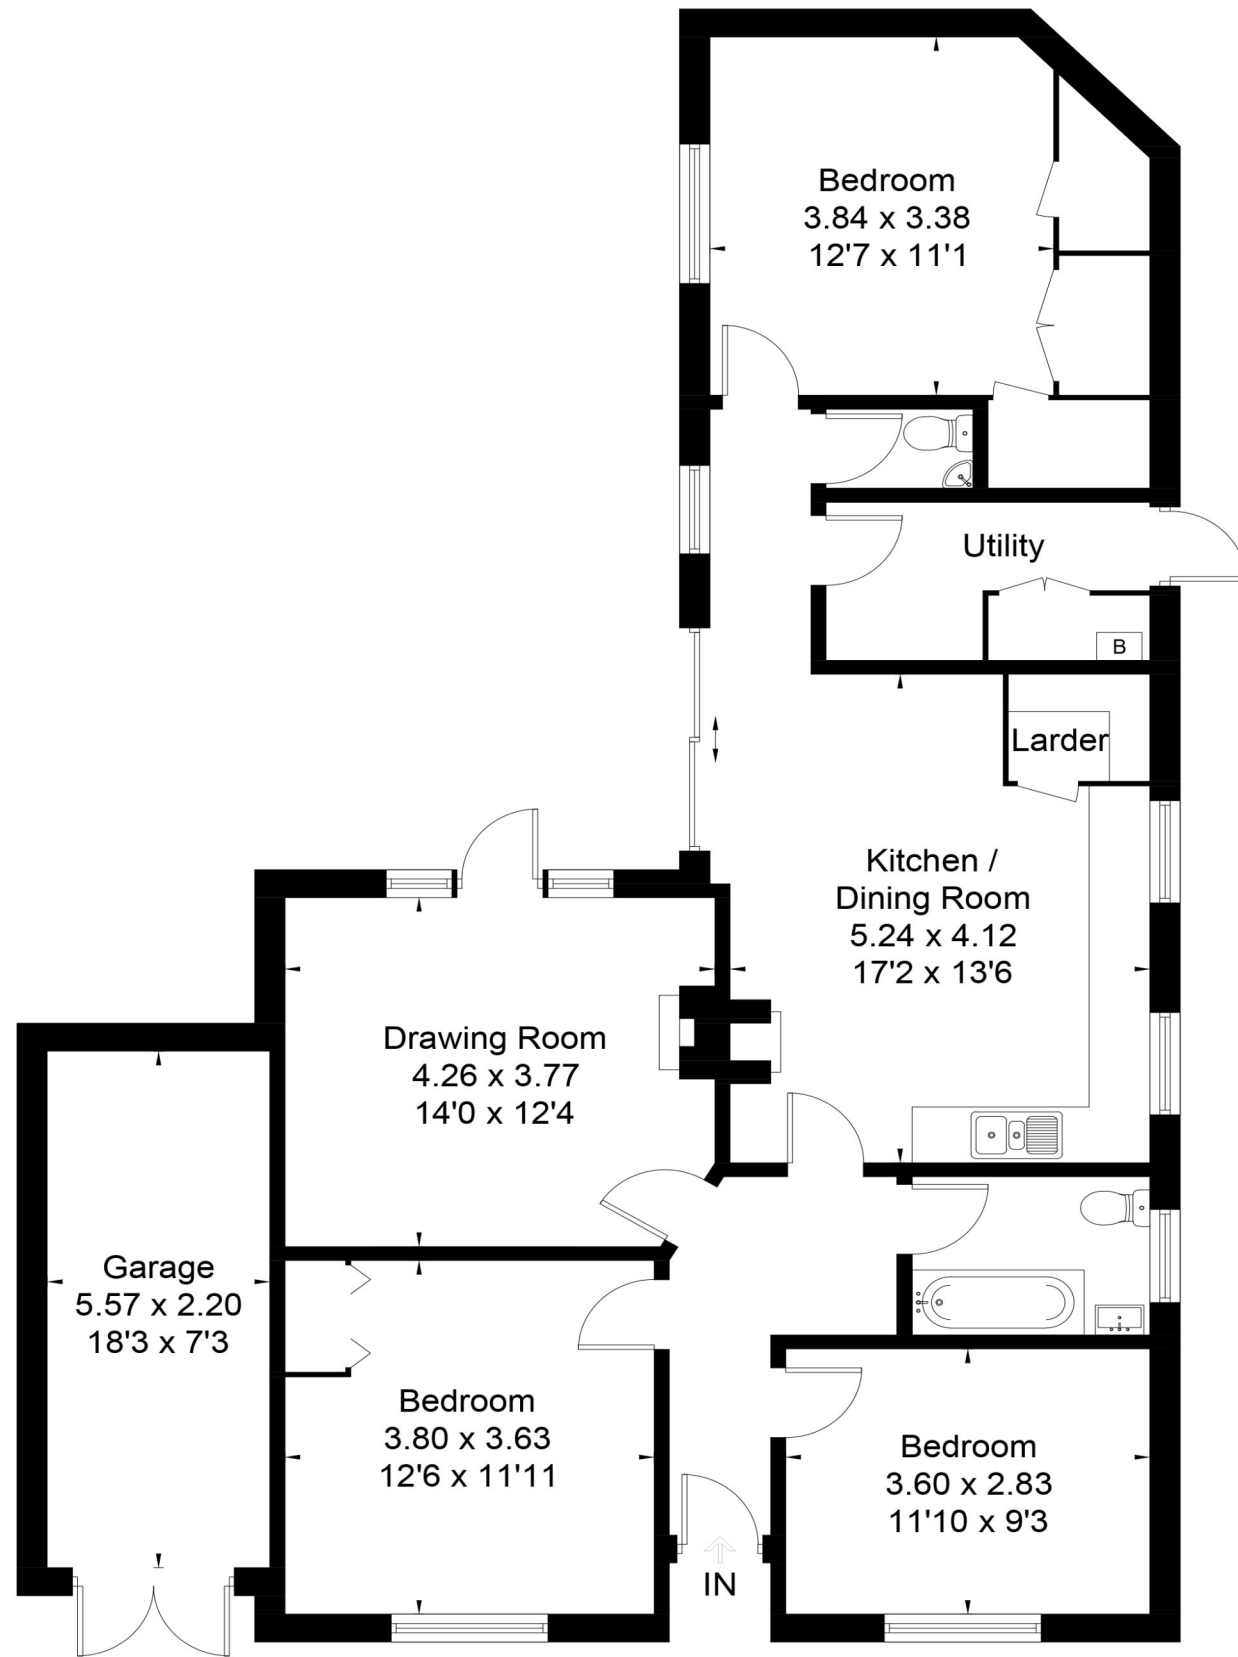 Bedroom
3.84 x 3.38
12'7 x 11'1
Utility
B
Larder
Kitchen /
Dining Room
5.24 x 4.12
17'2 x 13'6
Drawing Room
4.26 x 3.77
14'0 x 12'4
Garage
5.57 x 2.20
18'3 x 7'3
Bedroom
3.80 x 3.63
12'6 x 11'11
Bedroom
3.60 x 2.83
11'10 x 9'3
IN